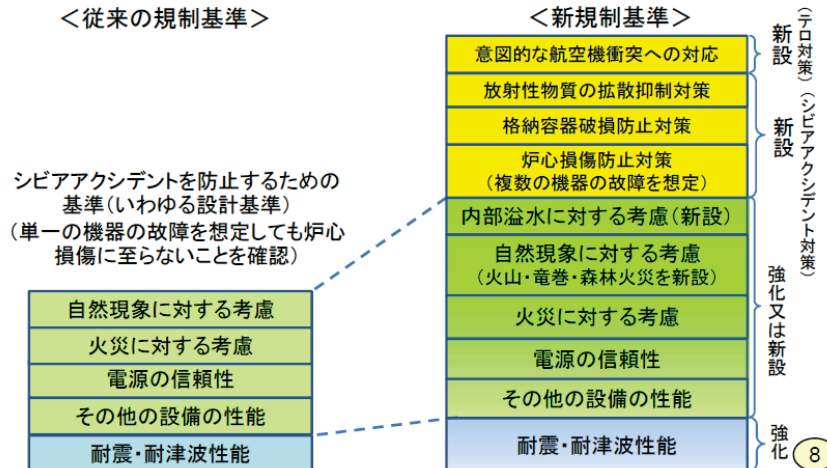 ＜従来の規制基準＞
シビアアクシデントを防止するための
基準(いわゆる設計基準)
(単一の機器の故障を想定しても炉心
損傷に至らないことを確認)
自然現象に対する考慮
火災に対する考慮
電源の信頼性
その他の設備の性能
耐震・耐津波性能
＜新規制基準＞
意図的な航空機衝突への対応
放射性物質の拡散抑制対策
格納容器破損防止対策
炉心損傷防止対策
(複数の機器の故障を想定)
内部溢水に対する考慮(新設)
自然現象に対する考慮
(火山・竜巻・森林火災を新設)
火災に対する考慮
電源の信頼性
その他の設備の性能
耐震・耐津波性能
新設
(テロ対策)
新設
(シビアアクシデント対策)
強化又は新設
強化
8